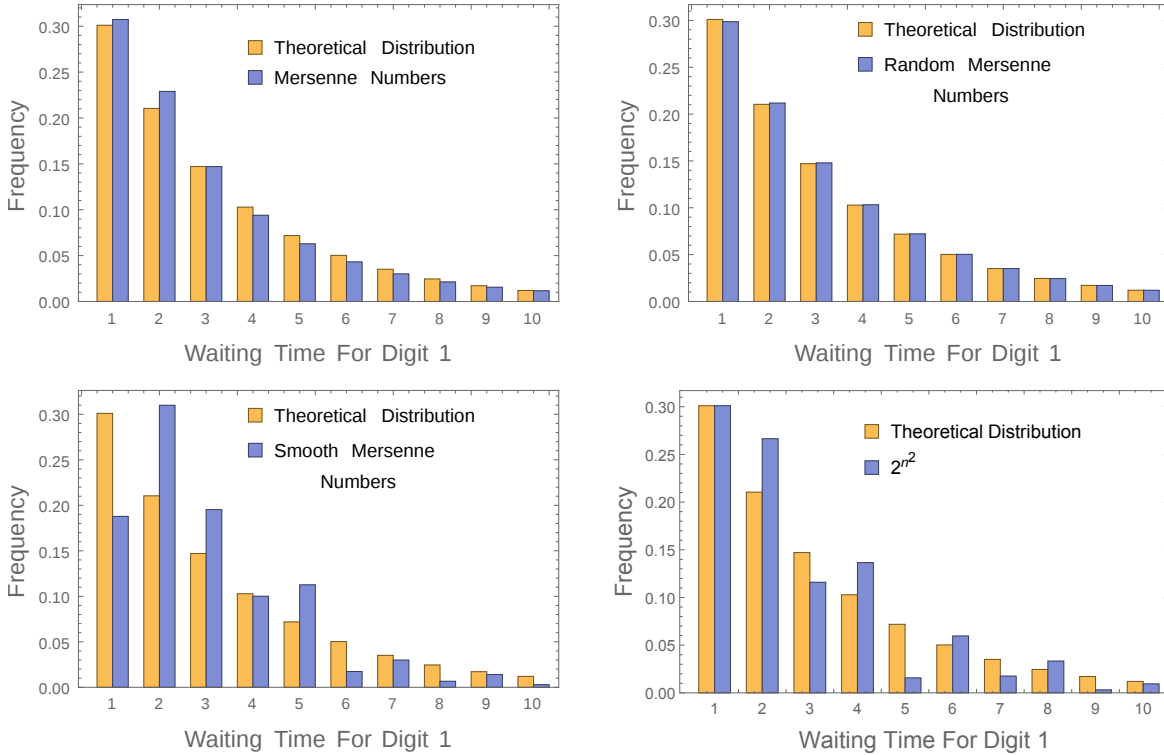 0.30
0.25
0.20
0.15
0.10
0.05
0.00
Frequency
Theoretical Distribution
Mersenne Numbers
1 2 3 4 5 6 7 8 9 10
Waiting Time For Digit 1
0.30
0.25
0.20
0.15
0.10
0.05
0.00
Frequency
Theoretical Distribution
Random Mersenne
Numbers
1 2 3 4 5 6 7 8 9 10
Waiting Time For Digit 1
0.30
0.25
0.20
0.15
0.10
0.05
0.00
Frequency
Theoretical Distribution
Smooth Mersenne
Numbers
1 2 3 4 5 6 7 8 9 10
Waiting Time For Digit 1
0.30
0.25
0.20
0.15
0.10
0.05
0.00
Frequency
Theoretical Distribution
2^{n^2}
1 2 3 4 5 6 7 8 9 10
Waiting Time For Digit 1